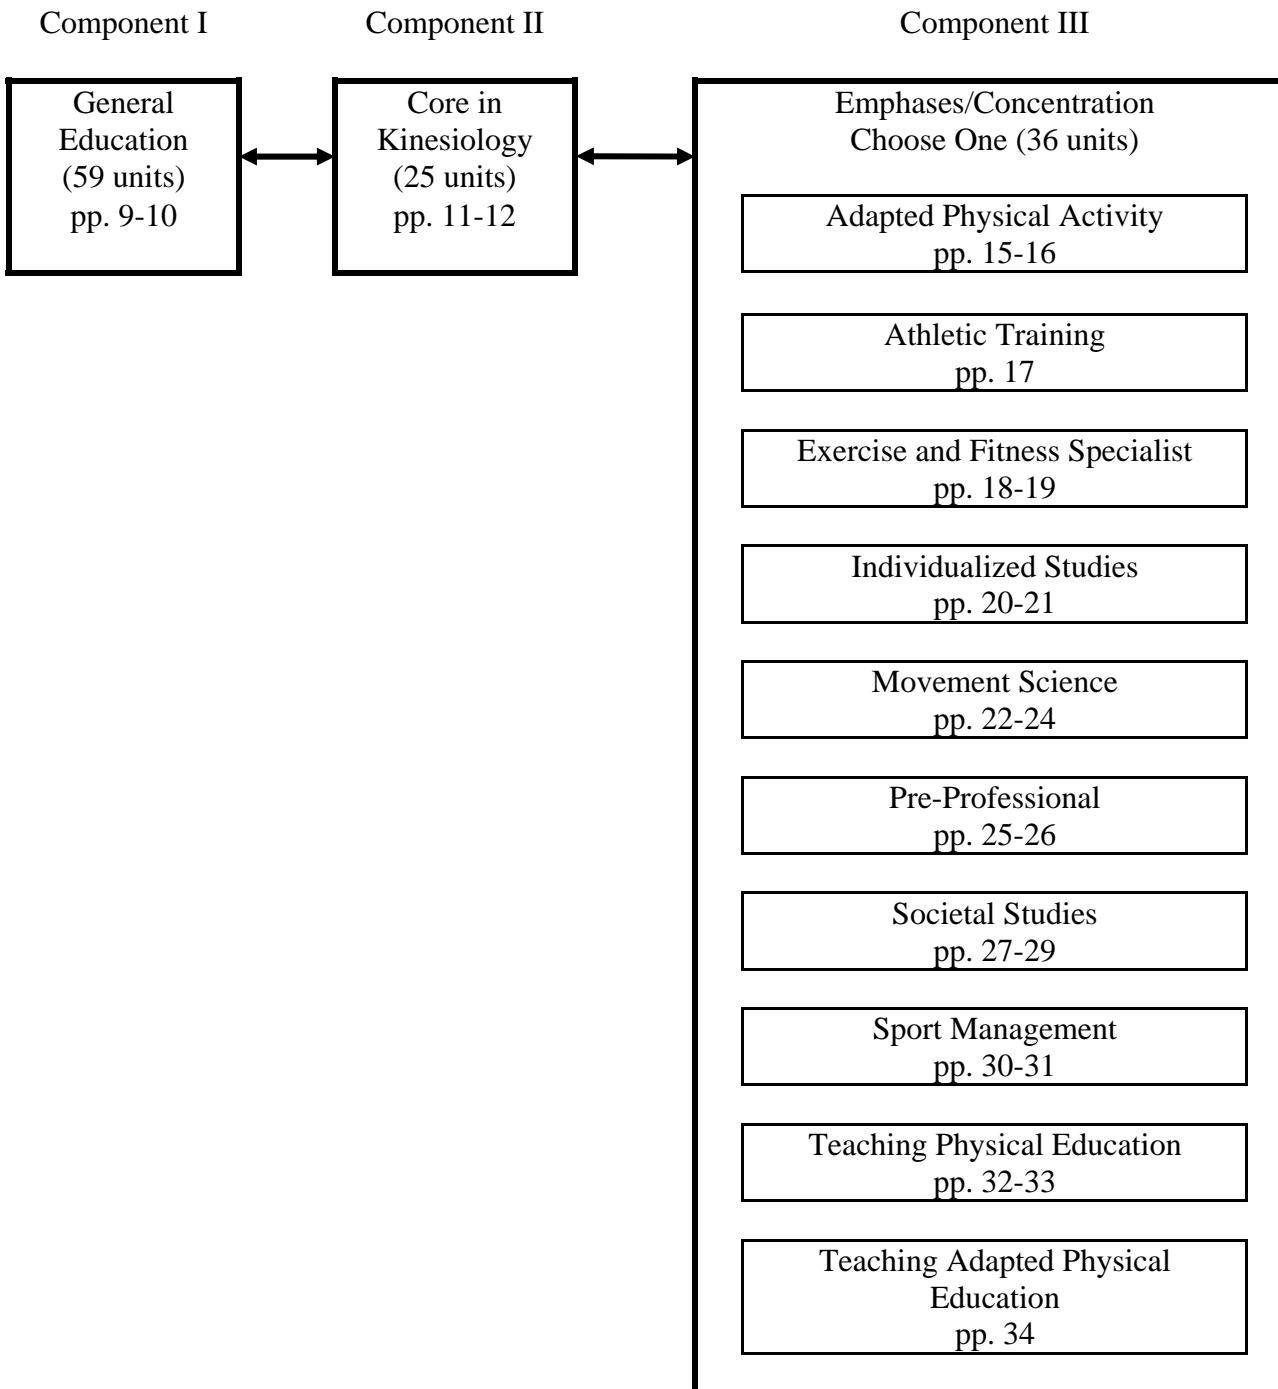 Component I
Component II
Component III
General
Education
(59 units)
pp. 9-10
Core in
Kinesiology
(25 units)
pp. 11-12
Emphases/Concentration
Choose One (36 units)
Adapted Physical Activity
pp. 15-16
Athletic Training
pp. 17
Exercise and Fitness Specialist
pp. 18-19
Individualized Studies
pp. 20-21
Movement Science
pp. 22-24
Pre-Professional
pp. 25-26
Societal Studies
pp. 27-29
Sport Management
pp. 30-31
Teaching Physical Education
pp. 32-33
Teaching Adapted Physical
Education
pp. 34